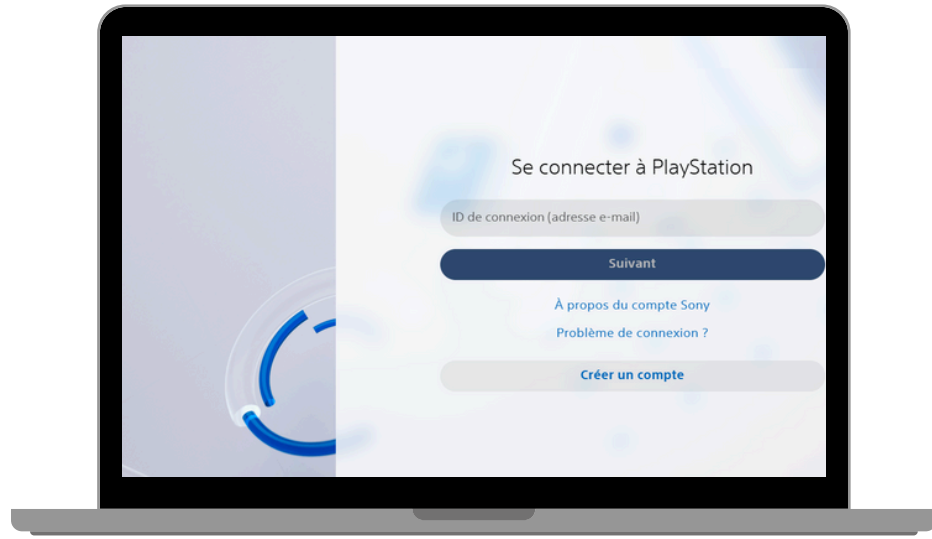 Se connecter à PlayStation
ID de connexion (adresse e-mail)
Suivant
À propos du compte Sony
Problème de connexion ?
Créer un compte